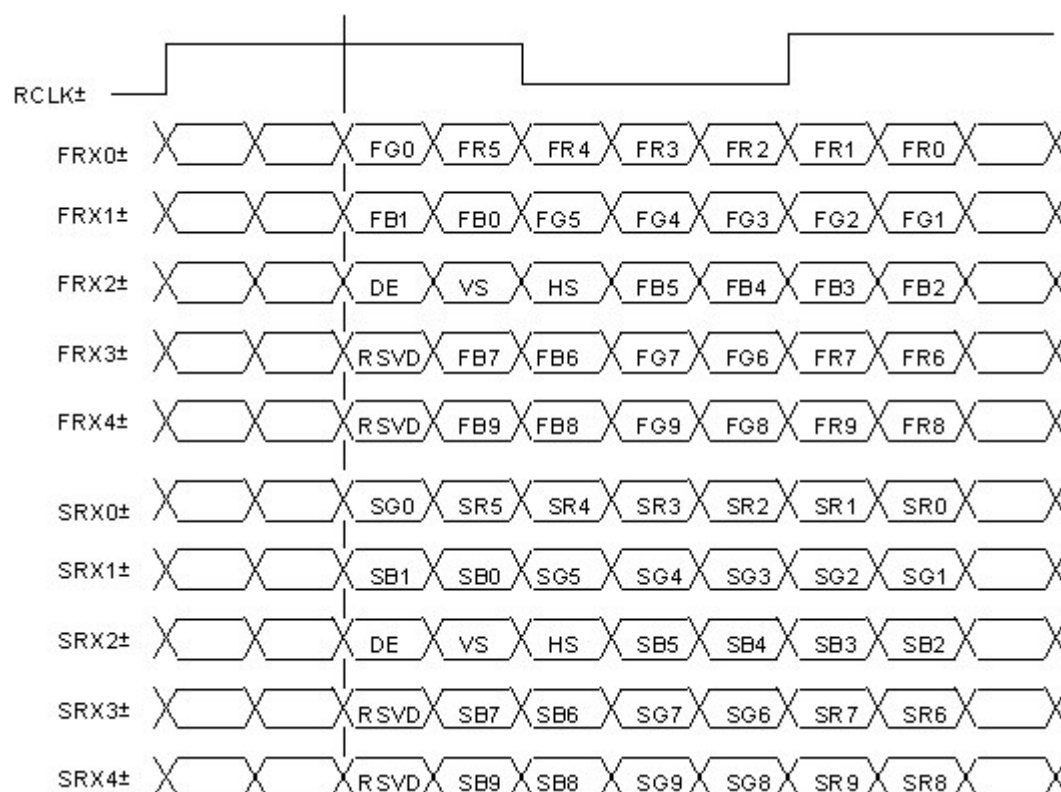 RCLK±
FRX0± FG0 FR5 FR4 FR3 FR2 FR1 FR0
FRX1± FB1 FB0 FG5 FG4 FG3 FG2 FG1
FRX2± DE VS HS FB5 FB4 FB3 FB2
FRX3± RSVD FB7 FB6 FG7 FG6 FR7 FR6
FRX4± RSVD FB9 FB8 FG9 FG8 FR9 FR8
SRX0± SG0 SR5 SR4 SR3 SR2 SR1 SR0
SRX1± SB1 SB0 SG5 SG4 SG3 SG2 SG1
SRX2± DE VS HS SB5 SB4 SB3 SB2
SRX3± RSVD SB7 SB6 SG7 SG6 SR7 SR6
SRX4± RSVD SB9 SB8 SG9 SG8 SR9 SR8